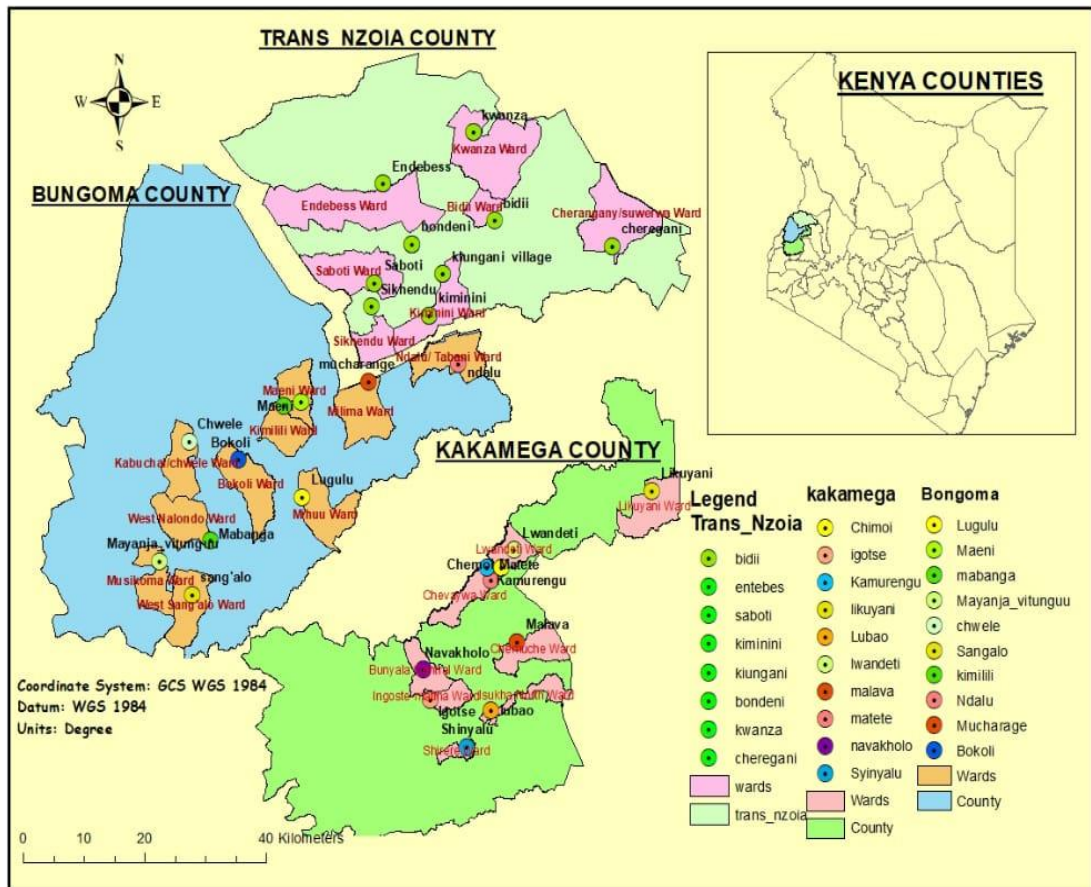 TRANS NZOIA COUNTY
N
W
E
S
KENYA COUNTIES
kwanza
Kwanza Ward
Endebess
Endebess Ward
Bidii Ward
bidii
Cherangany/suwerwa Ward
cheregani
BUNGOMA COUNTY
bondeni
kiungani village
Saboti Ward
Saboti
Sikhendu
kiminini
Kiminini Ward
Sikhendu Ward
Ndalu/ Tabani Ward
ndalu
mucharange
Maeni Ward
Maeni
Milima Ward
Kimilili Ward
Chwele
Bokoli
Kabuchai/chwele Ward
Bokoli Ward
Lugulu
Mihuu Ward
West Nalondo Ward
Mabanga
Mayanja_vitunguu
Musikoma Ward
sang'alo
West Sang'alo Ward
KAKAMEGA COUNTY
Likuyani
Likuyani Ward
Lwandeti
Lwandeti Ward
Chemoi
Matete
Kamurengu
Chevaywa Ward
Malava
Chemuche Ward
Navakholo
Bunyala Central Ward
Isukha North Ward
Igotse
lubao
Shinyalu
Shirere Ward
Coordinate System: GCS WGS 1984
Datum: WGS 1984
Units: Degree
0 10 20 40 Kilometers
Legend
Trans_Nzoia
bidii
entebes
saboti
kiminini
kiungani
bondeni
kwanza
cheregani
wards
trans_nzoia
kakamega
Chimoi
igotse
Kamurengu
likuyani
Lubao
lwandeti
malava
matete
navakholo
Syinyalu
Wards
County
Bongoma
Lugulu
Maeni
mabanga
Mayanja_vitunguu
chwele
Sangalo
kimilili
Ndalu
Mucharage
Bokoli
Wards
County